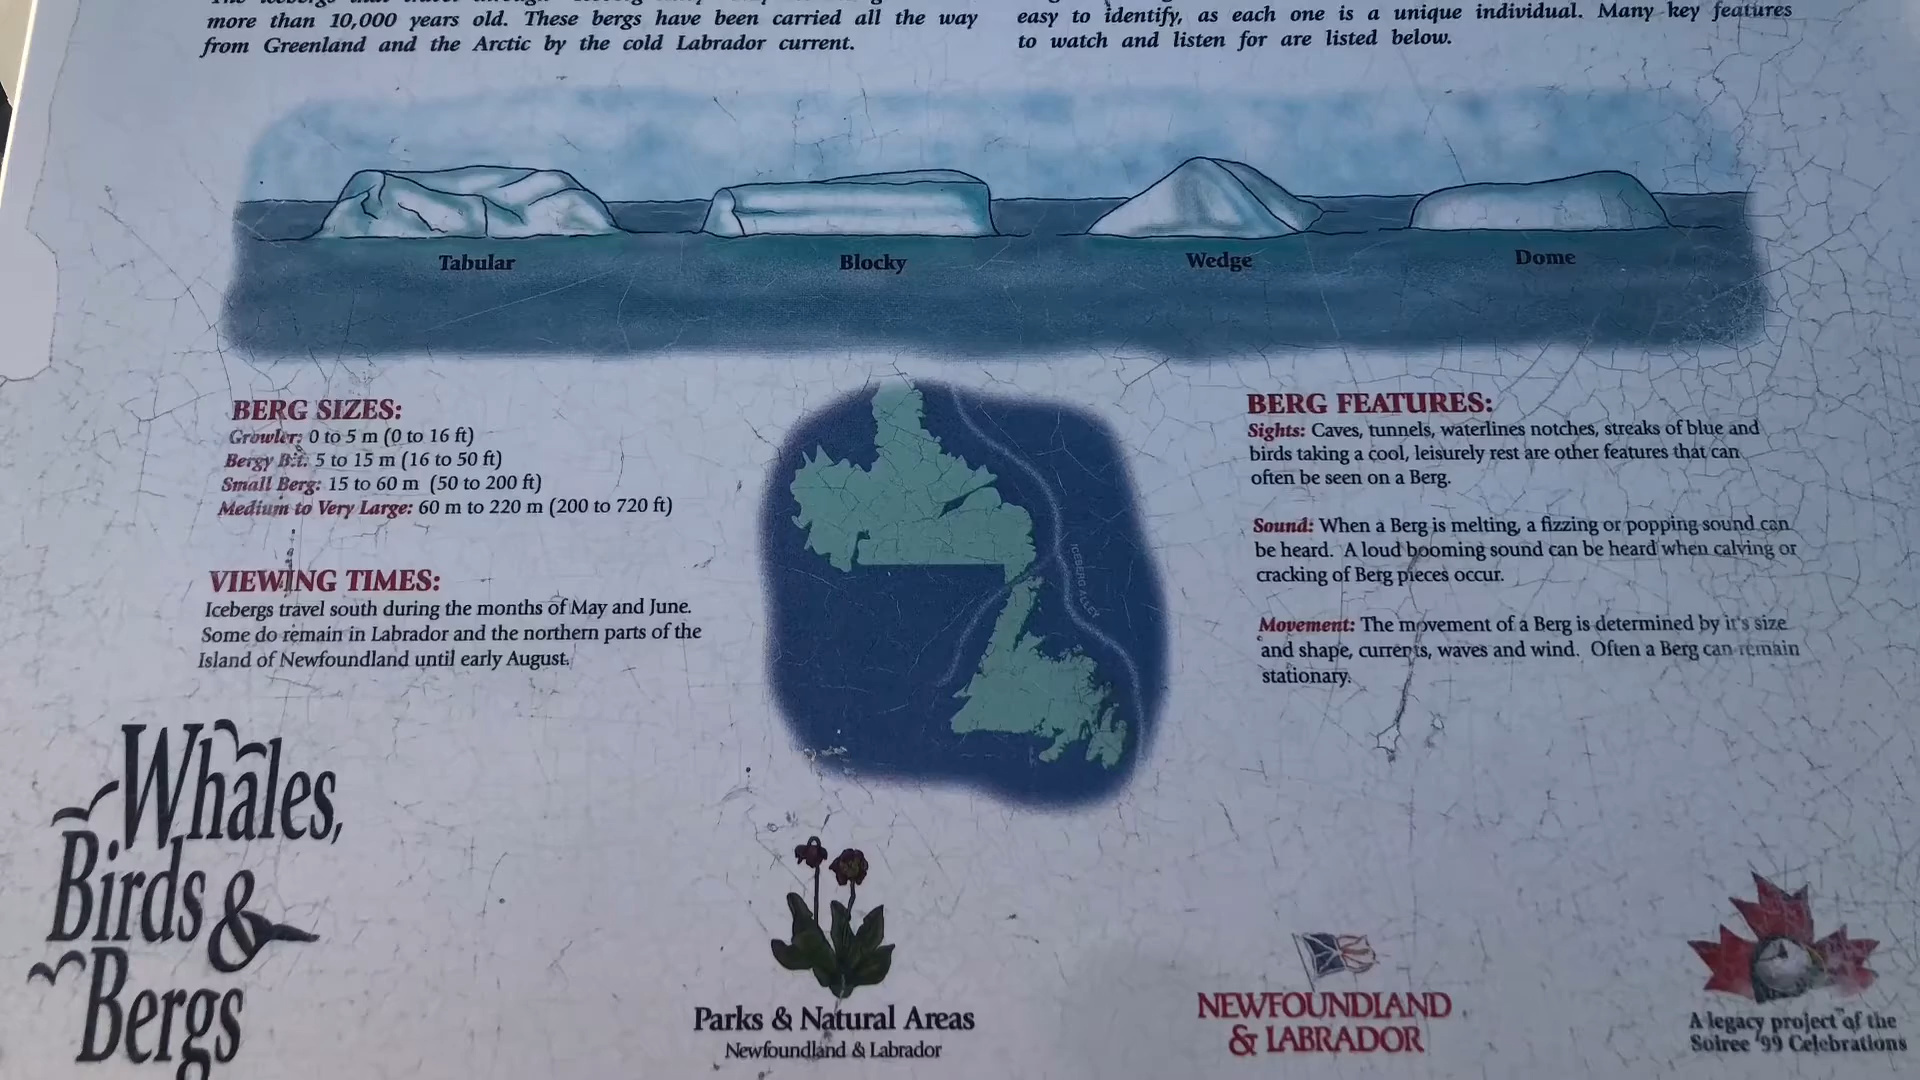 more than 10,000 years old. These bergs have been carried all the way
from Greenland and the Arctic by the cold Labrador current.
easy to identify, as each one is a unique individual. Many key features
to watch and listen for are listed below.
Tabular
Blocky
Wedge
Dome
BERG SIZES:
Growler: 0 to 5 m (0 to 16 ft)
Bergy Bit: 5 to 15 m (16 to 50 ft)
Small Berg: 15 to 60 m (50 to 200 ft)
Medium to Very Large: 60 m to 220 m (200 to 720 ft)
VIEWING TIMES:
Icebergs travel south during the months of May and June.
Some do remain in Labrador and the northern parts of the
Island of Newfoundland until early August.
ICEBERG ALLEY
BERG FEATURES:
Sights: Caves, tunnels, waterlines notches, streaks of blue and
birds taking a cool, leisurely rest are other features that can
often be seen on a Berg.
Sound: When a Berg is melting, a fizzing or popping sound can
be heard. A loud booming sound can be heard when calving or
cracking of Berg pieces occur.
Movement: The movement of a Berg is determined by it's size
and shape, currents, waves and wind. Often a Berg can remain
stationary.
Whales,
Birds &
Bergs
Parks & Natural Areas
Newfoundland & Labrador
NEWFOUNDLAND
& LABRADOR
A legacy project of the
Soiree '99 Celebrations